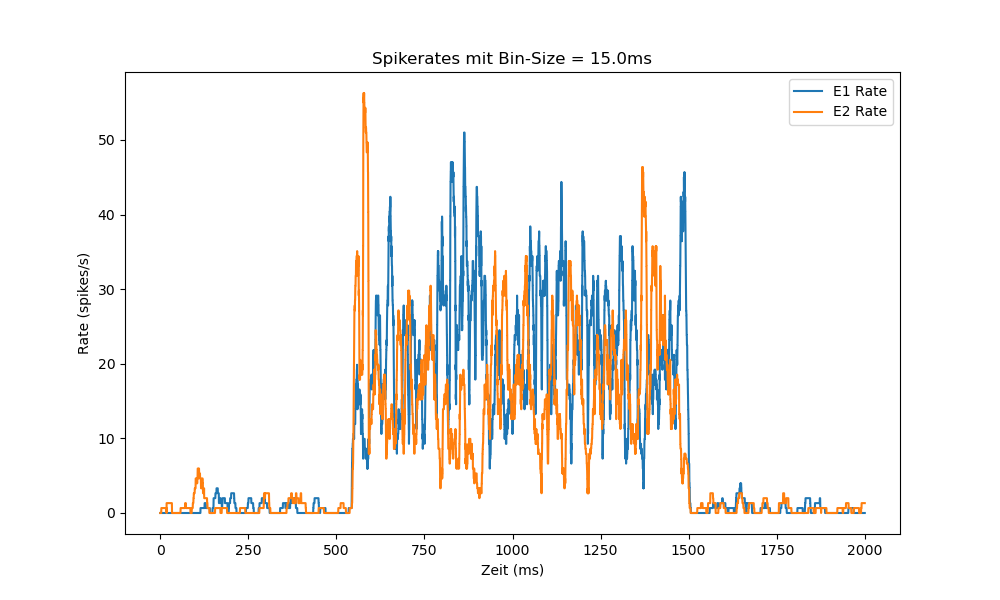 Spikerates mit Bin-Size = 15.0ms
E1 Rate
E2 Rate
Rate (spikes/s)
50
40
30
20
10
0
0 250 500 750 1000 1250 1500 1750 2000
Zeit (ms)